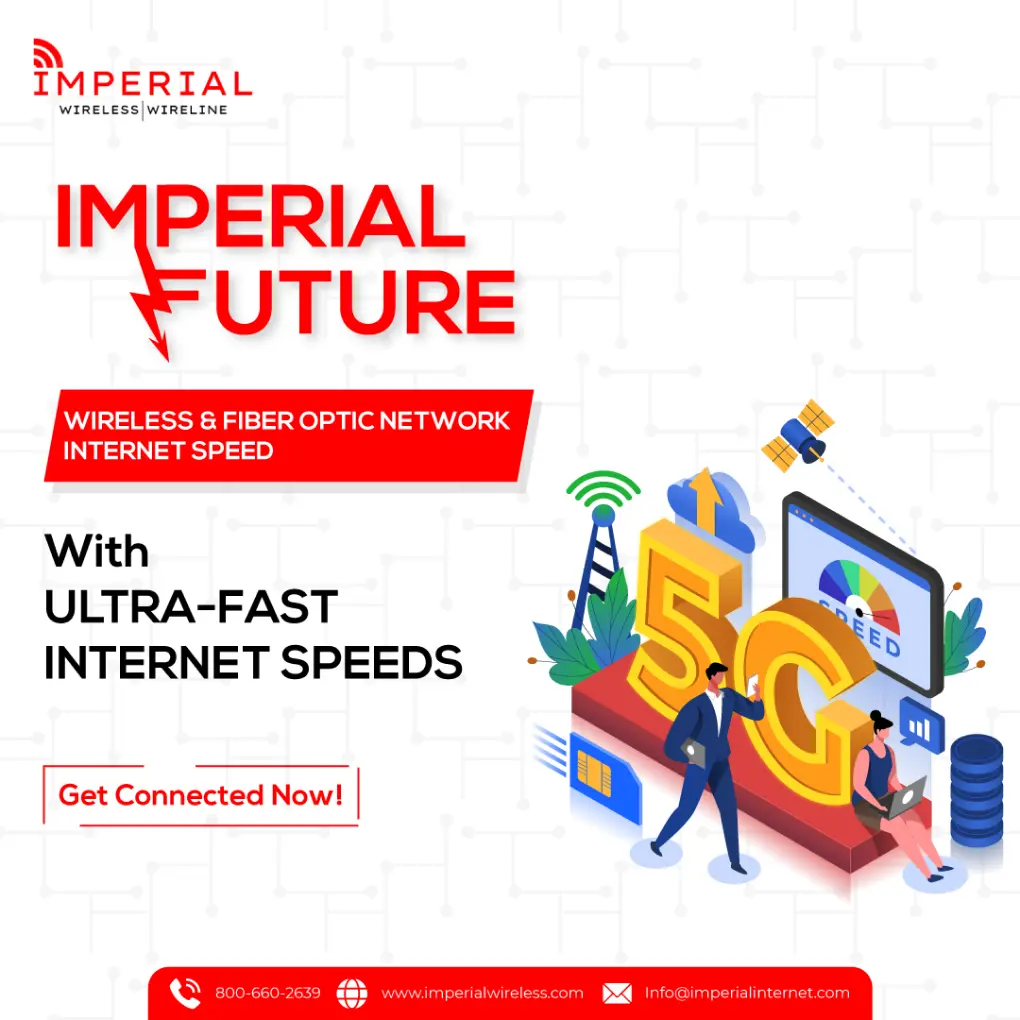 IMPERIAL
WIRELESS|WIRELINE
IMPERIAL
FUTURE
WIRELESS & FIBER OPTIC NETWORK
INTERNET SPEED
With
ULTRA-FAST
INTERNET SPEEDS
5G
SPEED
Get Connected Now!
800-660-2639 www.imperialwireless.com Info@imperialinternet.com